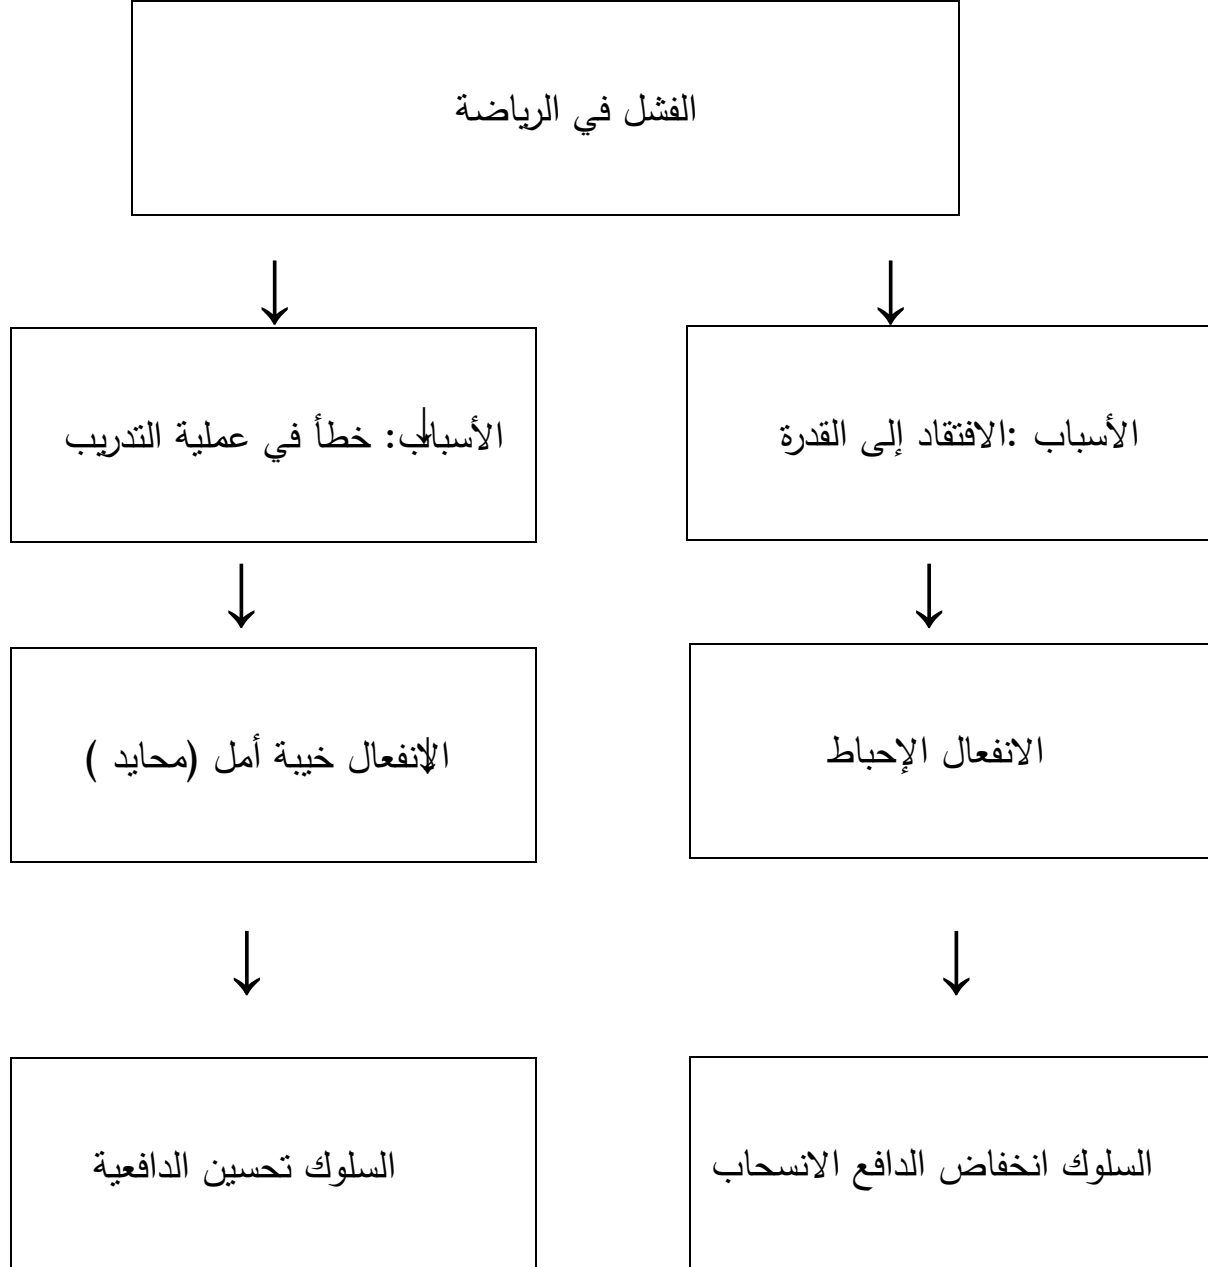 الفشل في الرياضة
الأسباب :الافتقاد إلى القدرة
الأسباب: خطأ في عملية التدريب
الانفعال الإحباط
الانفعال خيبة أمل (محايد )
السلوك انخفاض الدافع الانسحاب
السلوك تحسين الدافعية